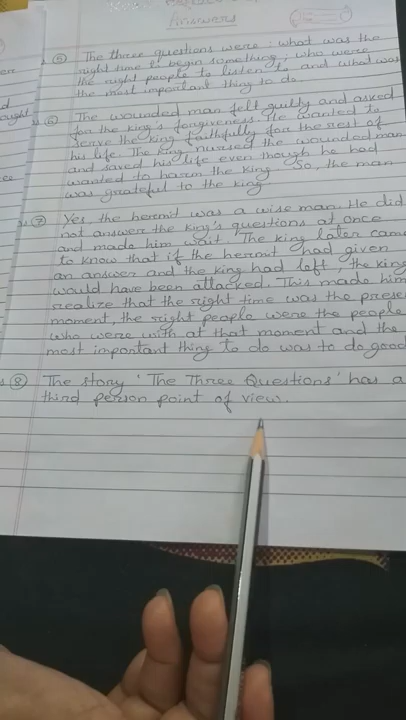 Answers
(5) The three questions were : what was the
right time to begin something, who were
the right people to listen to and what was
the most important thing to do.
(6) The wounded man felt guilty and asked
for the king's forgiveness. He wanted to
serve the king faithfully for the rest of
his life. The king nursed the wounded man
and saved his life even though he had
wanted to harm the king. So, the man
was grateful to the king.
(7) Yes the hermit was a wise man. He did
not answer the king's questions at once
and made him wait. The king later came
to know that if the hermit had given
an answer and the king had left, the king
would have been attacked. This made him
realize that the right time was the prese
moment, the right people were the people
who were with at that moment and the
most important thing to do was to do good
(8) The story 'The Three Questions' has a
third person point of view.